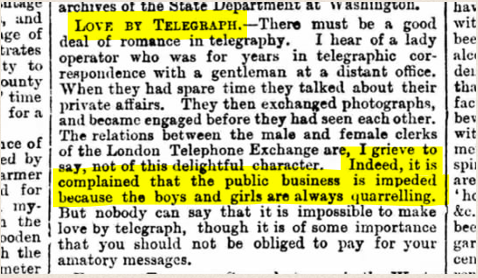 archives of the State Department at Washington.
LOVE BY TELEGRAPH.—There must be a good
deal of romance in telegraphy. I hear of a lady
operator who was for years in telegraphic cor-
respondence with a gentleman at a distant office.
When they had spare time they talked about their
private affairs. They then exchanged photographs,
and became engaged before they had seen each other.
The relations between the male and female clerks
of the London Telephone Exchange are, I grieve to
say, not of this delightful character. Indeed, it is
complained that the public business is impeded
because the boys and girls are always quarrelling.
But nobody can say that it is impossible to make
love by telegraph, though it is of some importance
that you should not be obliged to pay for your
amatory messages.